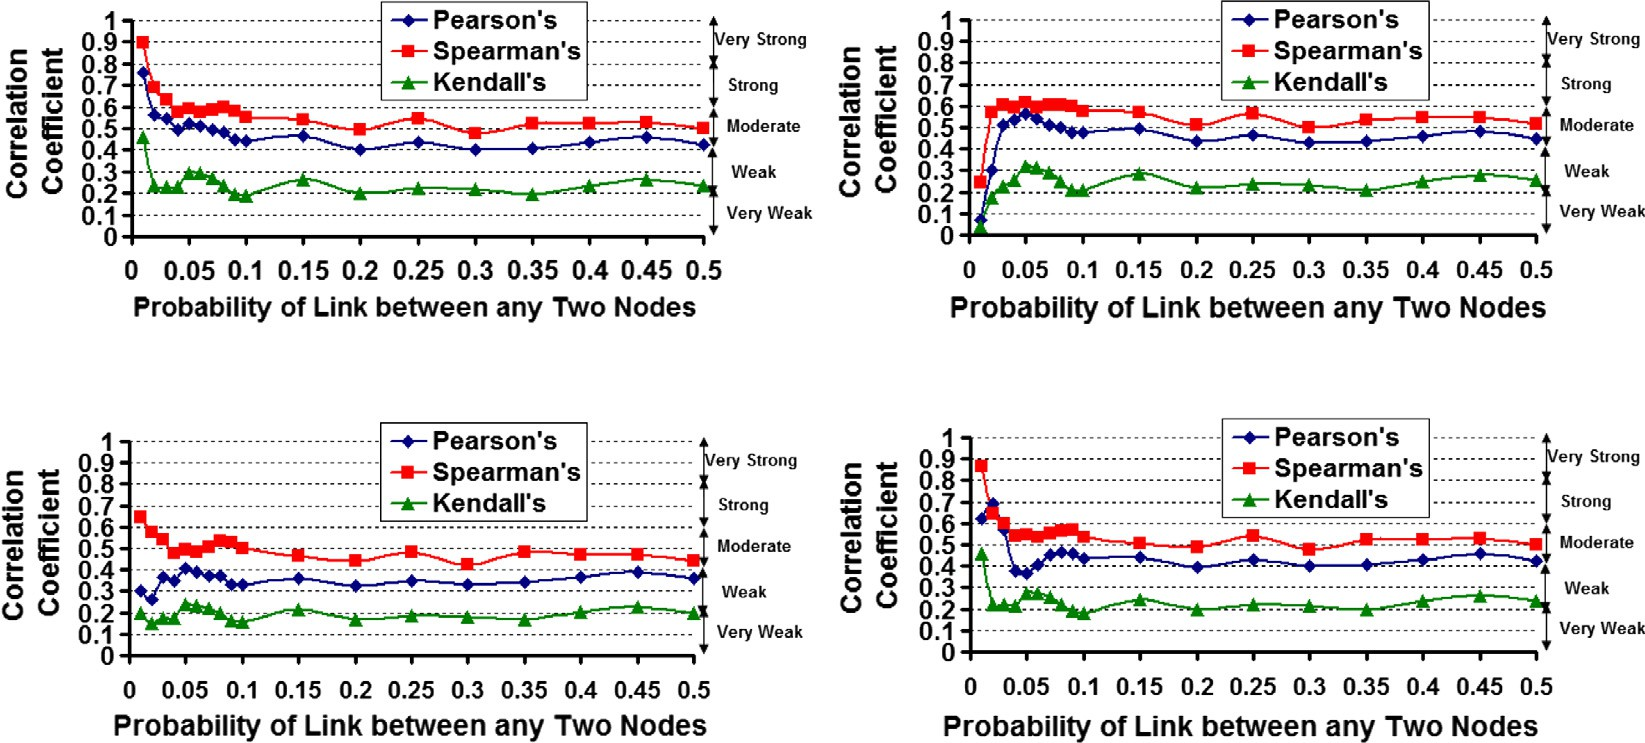 Pearson's
Spearman's
Kendall's
Correlation
Coefficient
1
0.9
0.8
0.7
0.6
0.5
0.4
0.3
0.2
0.1
0
Very Strong
Strong
Moderate
Weak
Very Weak
0 0.05 0.1 0.15 0.2 0.25 0.3 0.35 0.4 0.45 0.5
Probability of Link between any Two Nodes
Pearson's
Spearman's
Kendall's
Correlation
Coefficient
1
0.9
0.8
0.7
0.6
0.5
0.4
0.3
0.2
0.1
0
Very Strong
Strong
Moderate
Weak
Very Weak
0 0.05 0.1 0.15 0.2 0.25 0.3 0.35 0.4 0.45 0.5
Probability of Link between any Two Nodes
Pearson's
Spearman's
Kendall's
Correlation
Coefficient
1
0.9
0.8
0.7
0.6
0.5
0.4
0.3
0.2
0.1
0
Very Strong
Strong
Moderate
Weak
Very Weak
0 0.05 0.1 0.15 0.2 0.25 0.3 0.35 0.4 0.45 0.5
Probability of Link between any Two Nodes
Pearson's
Spearman's
Kendall's
Correlation
Coefficient
1
0.9
0.8
0.7
0.6
0.5
0.4
0.3
0.2
0.1
0
Very Strong
Strong
Moderate
Weak
Very Weak
0 0.05 0.1 0.15 0.2 0.25 0.3 0.35 0.4 0.45 0.5
Probability of Link between any Two Nodes